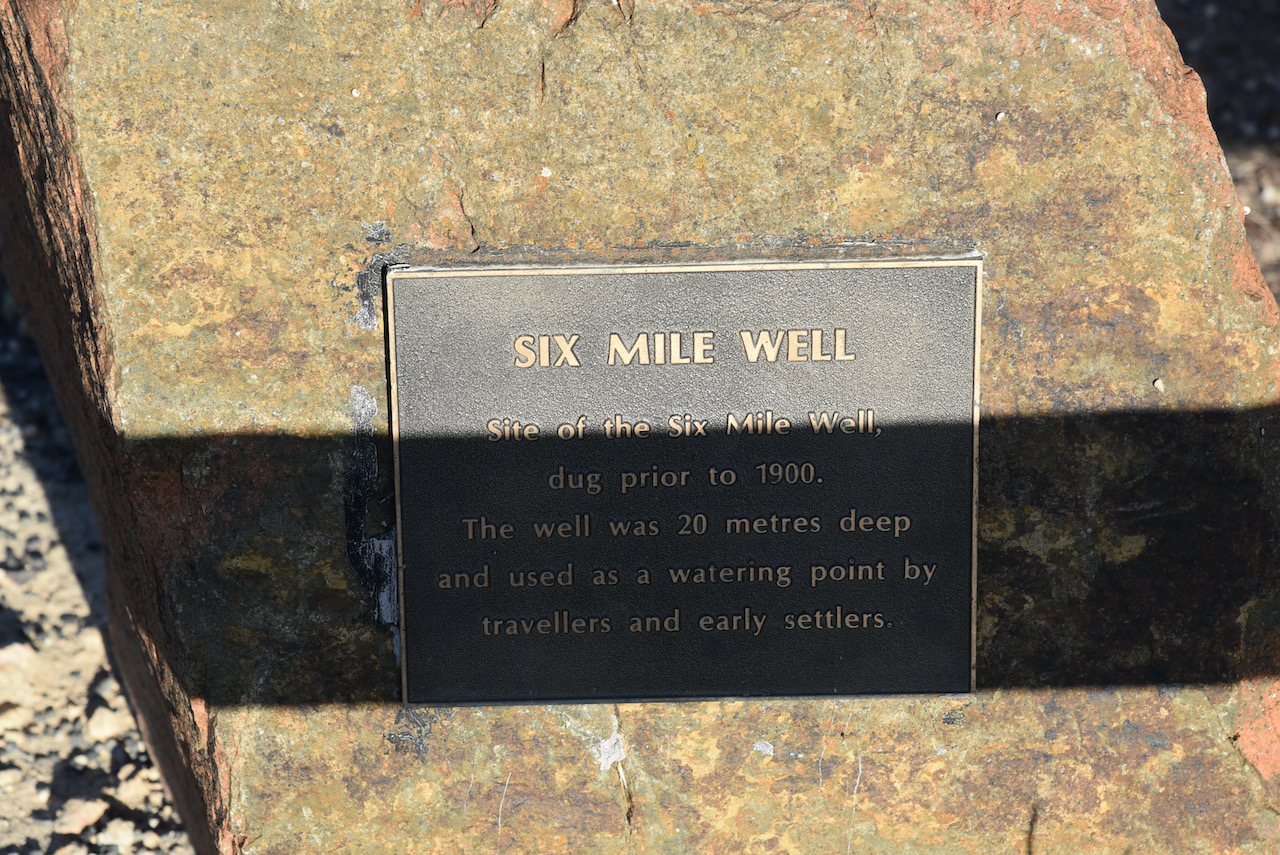 SIX MILE WELL
Site of the Six Mile Well,
dug prior to 1900.
The well was 20 metres deep
and used as a watering point by
travellers and early settlers.